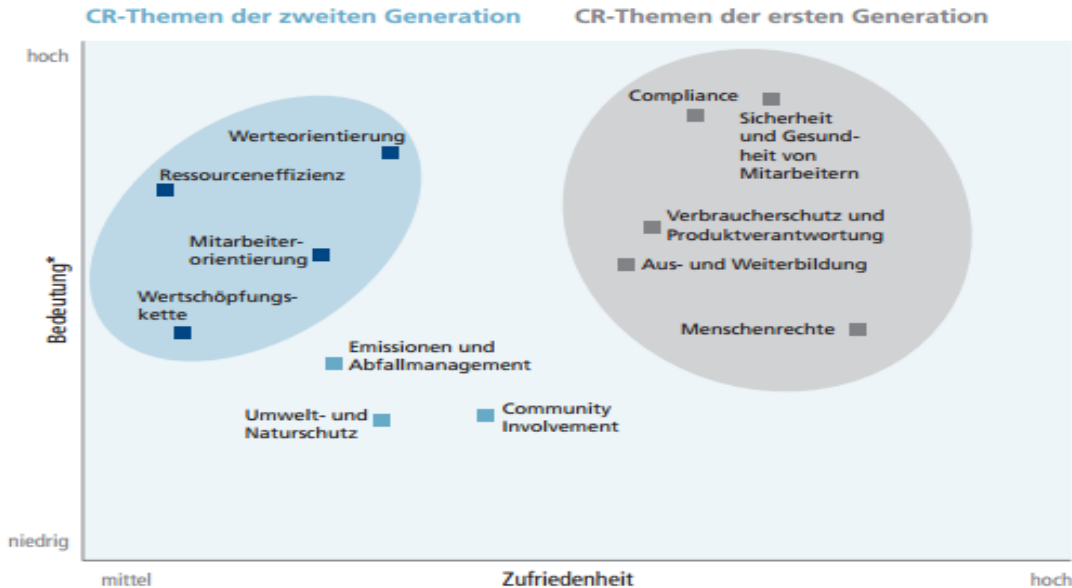 CR-Themen der zweiten Generation
CR-Themen der ersten Generation
hoch
Compliance
Sicherheit
und Gesund-
heit von
Mitarbeitern
Werteorientierung
Ressourceneffizienz
Verbraucherschutz und
Produktverantwortung
Mitarbeiter-
orientierung
Aus- und Weiterbildung
Bedeutung*
Wertschöpfungs-
kette
Menschenrechte
Emissionen und
Abfallmanagement
Umwelt- und
Naturschutz
Community
Involvement
niedrig
mittel
Zufriedenheit
hoch